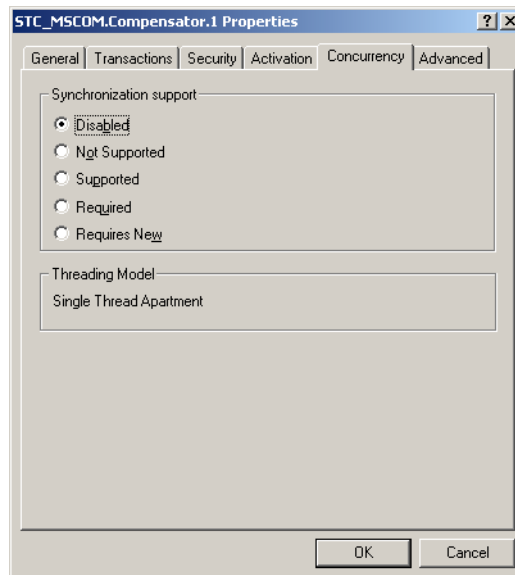 STC_MSCOM.Compensator.1 Properties
? X
General Transactions Security Activation Concurrency Advanced
Synchronization support
Disabled
Not Supported
Supported
Required
Requires New
Threading Model
Single Thread Apartment
OK Cancel